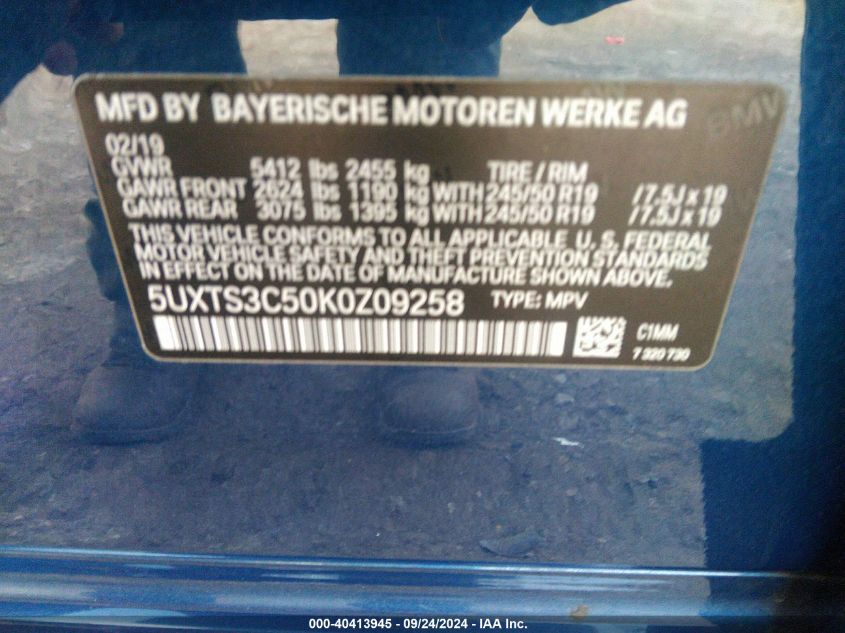 MFD BY BAYERISCHE MOTOREN WERKE AG
BMW
02/19
GVWR 5412 lbs 2455 kg TIRE / RIM
GAWR FRONT 2624 lbs 1190 kg WITH 245/50 R19 / 7.5J x 19
GAWR REAR 3075 lbs 1395 kg WITH 245/50 R19 / 7.5J x 19
THIS VEHICLE CONFORMS TO ALL APPLICABLE U. S. FEDERAL
MOTOR VEHICLE SAFETY AND THEFT PREVENTION STANDARDS
IN EFFECT ON THE DATE OF MANUFACTURE SHOWN ABOVE.
5UXTS3C50K0Z09258 TYPE: MPV
C1MM
7 320 730
000-40413945 - 09/24/2024 - IAA Inc.